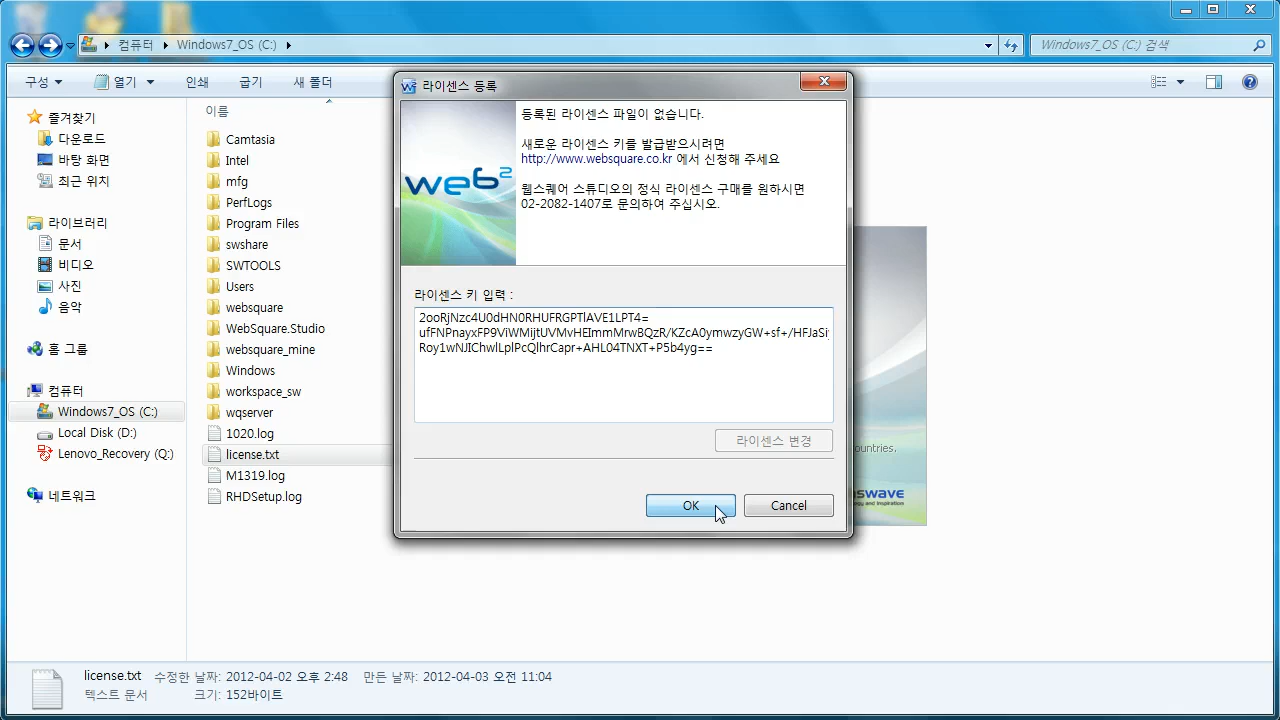 컴퓨터 Windows7_OS (C:)
Windows7_OS (C:) 검색
구성 열기 인쇄 굽기 새 폴더
즐겨찾기
다운로드
바탕 화면
최근 위치
라이브러리
문서
비디오
사진
음악
홈 그룹
컴퓨터
Windows7_OS (C:)
Local Disk (D:)
Lenovo_Recovery (Q:)
네트워크
이름
Camtasia
Intel
mfg
PerfLogs
Program Files
swshare
SWTOOLS
Users
websquare
WebSquare.Studio
websquare_mine
Windows
workspace_sw
wqserver
1020.log
license.txt
M1319.log
RHDSetup.log
라이센스 등록
web2
등록된 라이센스 파일이 없습니다.
새로운 라이센스 키를 발급받으시려면
http://www.websquare.co.kr 에서 신청해 주세요
웹스퀘어 스튜디오의 정식 라이센스 구매를 원하시면
02-2082-1407로 문의하여 주십시오.
라이센스 키 입력 :
2ooRjNzc4U0dHN0RHUFRGPTlAVE1LPT4=
ufFNPnayxFP9ViWMijtUVMvHEImmMrwBQzR/KZcA0ymwzyGW+sf+/HFJaSi
Roy1wNJIChwlLplPcQlhrCapr+AHL04TNXT+P5b4yg==
라이센스 변경
OK Cancel
ountries.
swave
license.txt 수정한 날짜: 2012-04-02 오후 2:48 만든 날짜: 2012-04-03 오전 11:04
텍스트 문서 크기: 152바이트